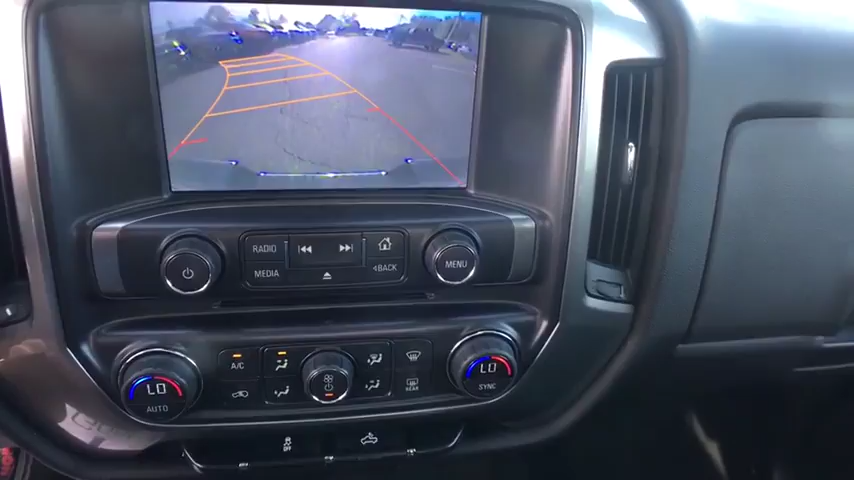 RADIO
MEDIA
BACK
MENU
A/C
LO
AUTO
REAR
LO
SYNC
OFF